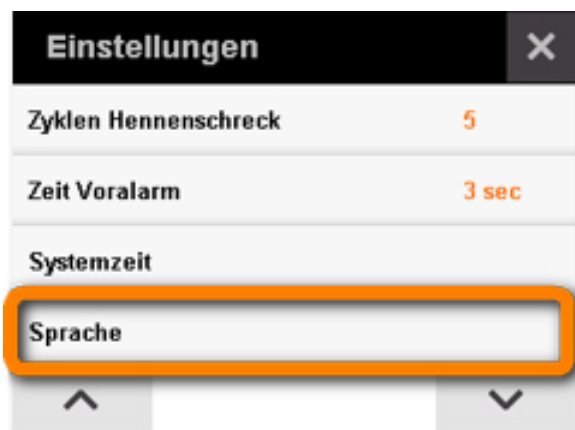 Einstellungen
Zyklen Hennenschreck 5
Zeit Voralarm 3 sec
Systemzeit
Sprache